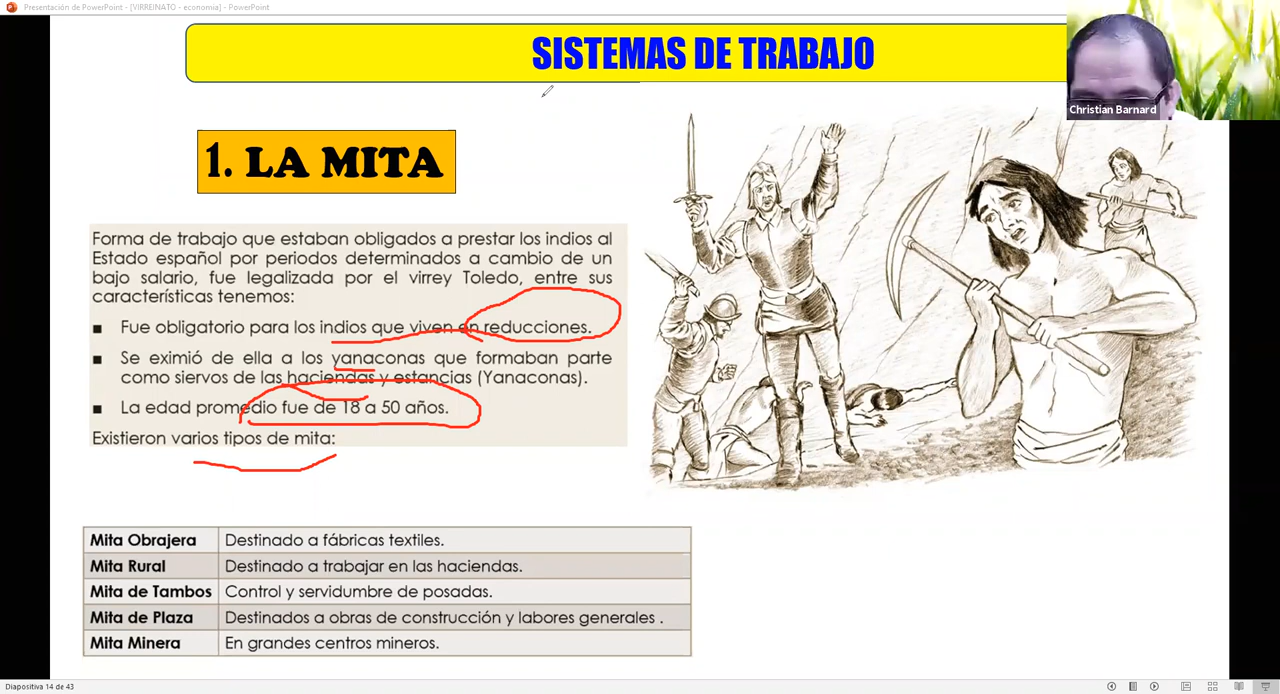 Presentación de PowerPoint - [VIRREINATO - economia] - PowerPoint
SISTEMAS DE TRABAJO
Christian Barnard
1. LA MITA
Forma de trabajo que estaban obligados a prestar los indios al
Estado español por periodos determinados a cambio de un
bajo salario, fue legalizada por el virrey Toledo, entre sus
características tenemos:
■ Fue obligatorio para los indios que viven en reducciones.
■ Se eximió de ella a los yanaconas que formaban parte
como siervos de las haciendas y estancias (Yanaconas).
■ La edad promedio fue de 18 a 50 años.
Existieron varios tipos de mita:
Mita Obrajera Destinado a fábricas textiles.
Mita Rural Destinado a trabajar en las haciendas.
Mita de Tambos Control y servidumbre de posadas.
Mita de Plaza Destinados a obras de construcción y labores generales .
Mita Minera En grandes centros mineros.
Diapositiva 14 de 43